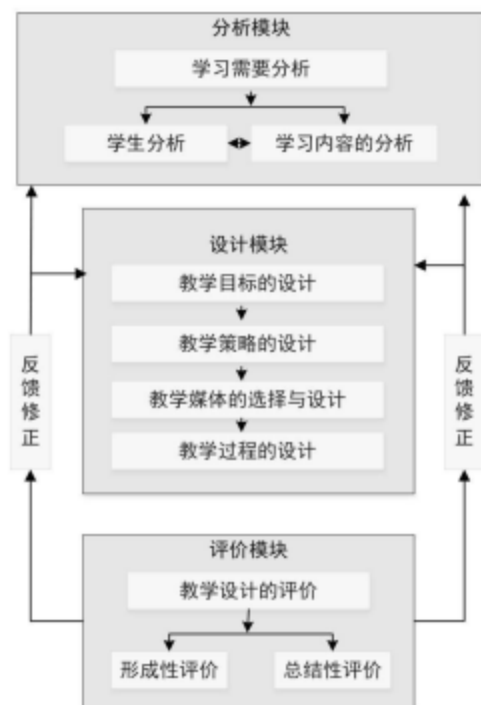 分析模块
学习需要分析
学生分析
学习内容的分析
设计模块
教学目标的设计
教学策略的设计
教学媒体的选择与设计
教学过程的设计
反馈修正
反馈修正
评价模块
教学设计的评价
形成性评价
总结性评价